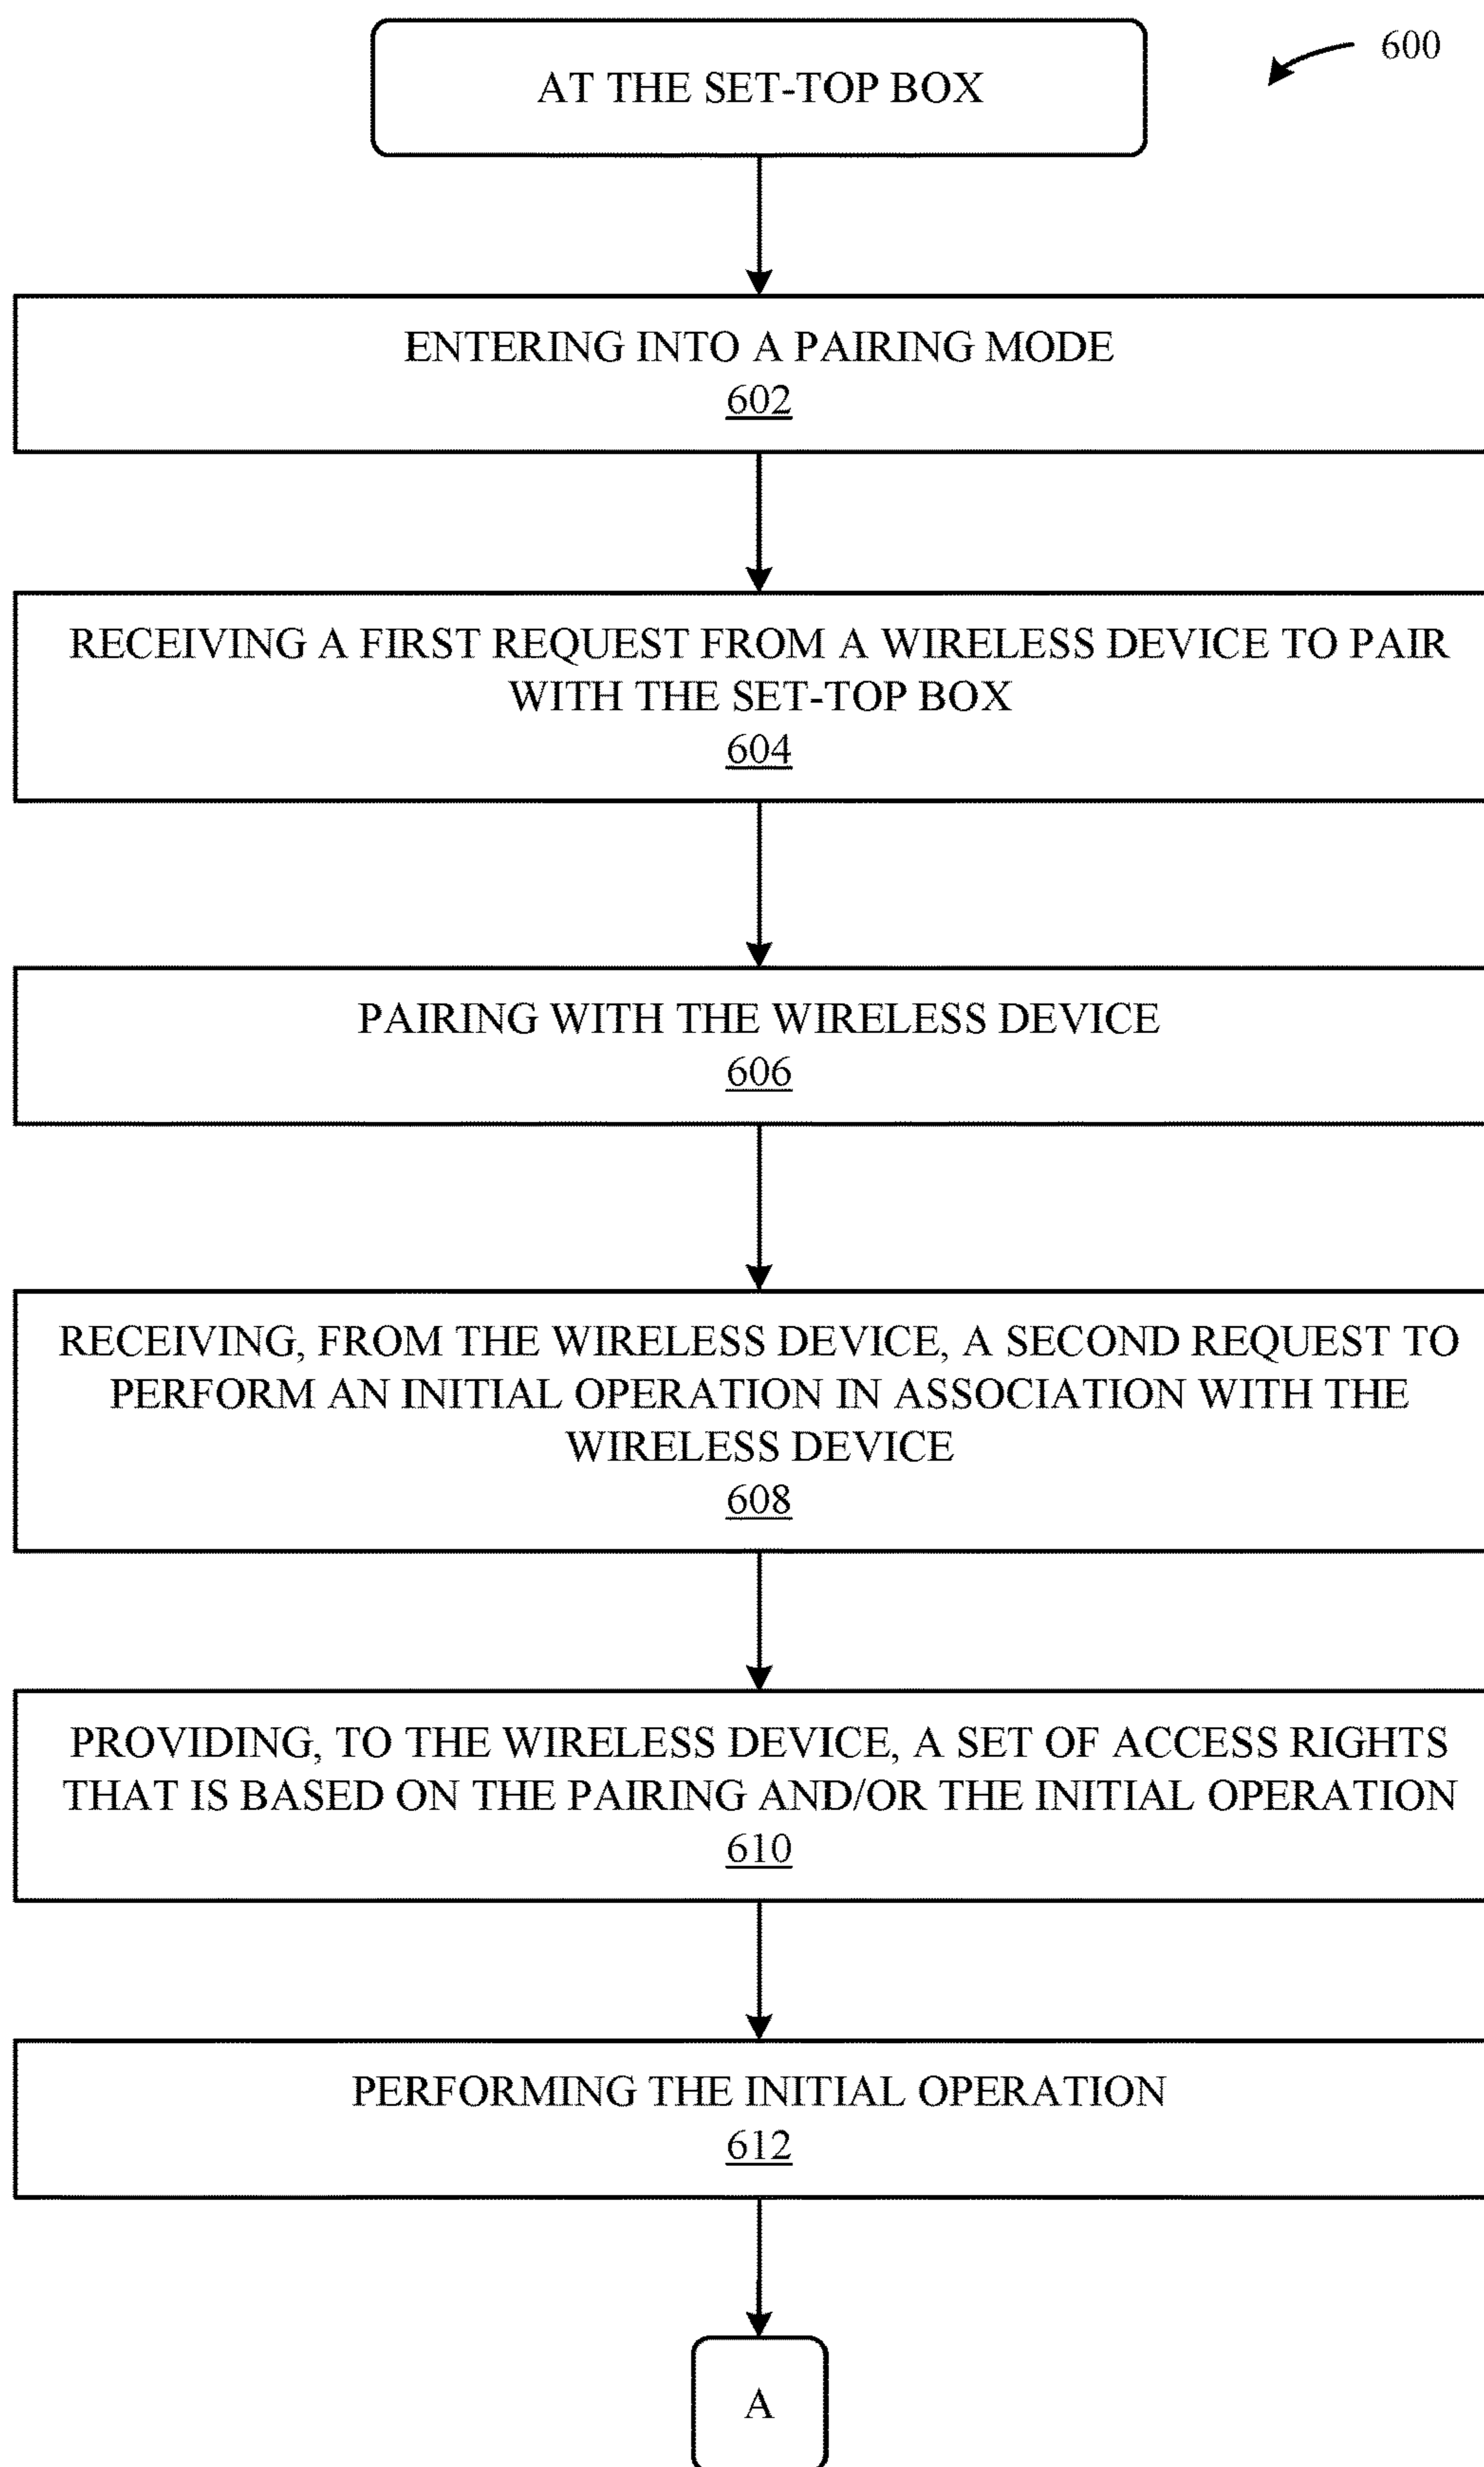 AT THE SET-TOP BOX
600
ENTERING INTO A PAIRING MODE
602
RECEIVING A FIRST REQUEST FROM A WIRELESS DEVICE TO PAIR
WITH THE SET-TOP BOX
604
PAIRING WITH THE WIRELESS DEVICE
606
RECEIVING, FROM THE WIRELESS DEVICE, A SECOND REQUEST TO
PERFORM AN INITIAL OPERATION IN ASSOCIATION WITH THE
WIRELESS DEVICE
608
PROVIDING, TO THE WIRELESS DEVICE, A SET OF ACCESS RIGHTS
THAT IS BASED ON THE PAIRING AND/OR THE INITIAL OPERATION
610
PERFORMING THE INITIAL OPERATION
612
A